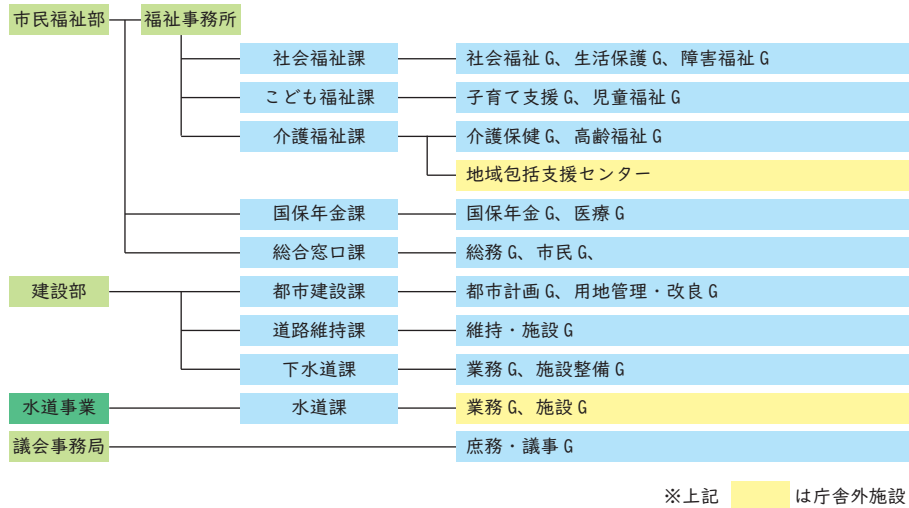 市民福祉部 福祉事務所
社会福祉課 社会福祉 G、生活保護 G、障害福祉 G
こども福祉課 子育て支援 G、児童福祉 G
介護福祉課 介護保健 G、高齢福祉 G
地域包括支援センター
国保年金課 国保年金 G、医療 G
総合窓口課 総務 G、市民 G、
建設部 都市建設課 都市計画 G、用地管理・改良 G
道路維持課 維持・施設 G
下水道課 業務 G、施設整備 G
水道事業 水道課 業務 G、施設 G
議会事務局 庶務・議事 G
※上記 は庁舎外施設